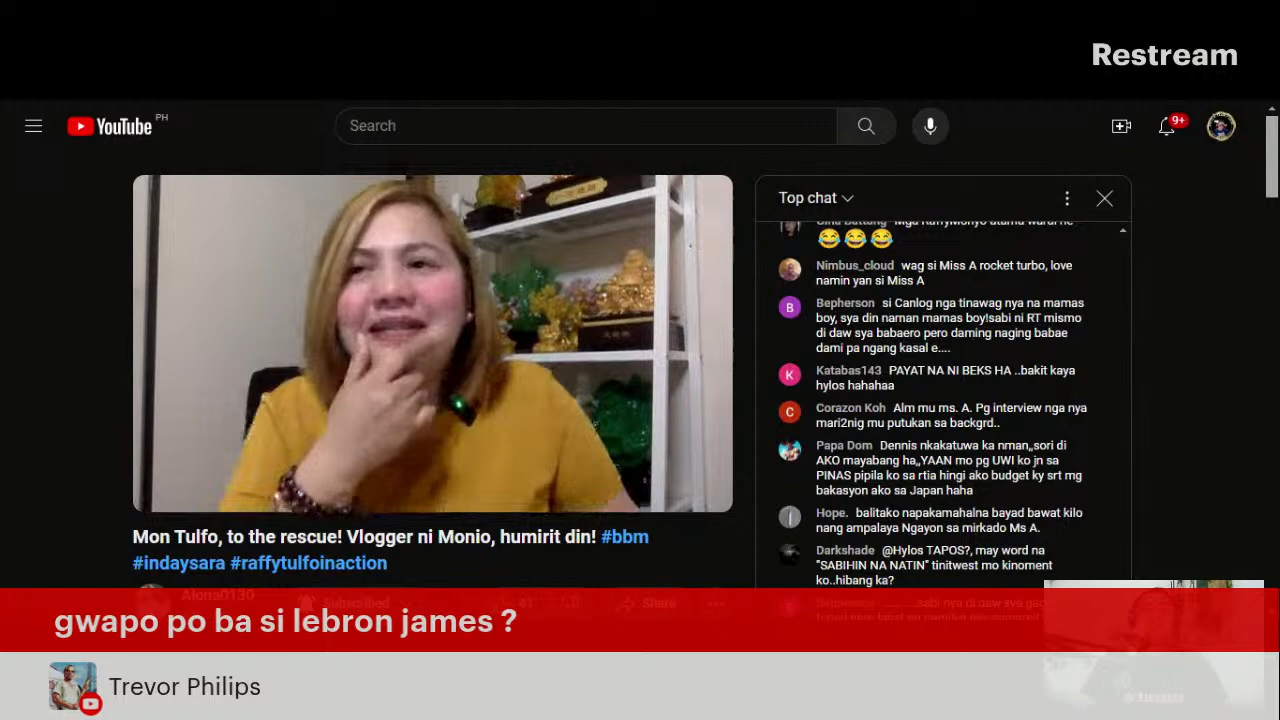 Restream
YouTube PH
Search
9+
Top chat
😂😂😂
Nimbus_cloud wag si Miss A rocket turbo, love
namin yan si Miss A
B
Bepherson si Canlog nga tinawag nya na mamas
boy, sya din naman mamas boy!sabi ni RT mismo
di daw sya babaero pero daming naging babae
dami pa ngang kasal e....
K
Katabas143 PAYAT NA NI BEKS HA ..bakit kaya
hylos hahahaa
C
Corazon Koh Alm mu ms. A. Pg interview nga nya
mari2nig mu putukan sa backgrd..
Papa Dom Dennis nkakatuwa ka nman,,sori di
AKO mayabang ha,,YAAN mo pg UWI ko jn sa
PINAS pipila ko sa rtia hingi ako budget ky srt mg
bakasyon ako sa Japan haha
Hope. balitako napakamahalna bayad bawat kilo
nang ampalaya Ngayon sa mirkado Ms A.
Darkshade @Hylos TAPOS?, may word na
"SABIHIN NA NATIN" tinitwest mo kinoment
ko..hibang ka?
Mon Tulfo, to the rescue! Vlogger ni Monio, humirit din! #bbm
#indaysara #raffytulfoinaction
Alona0130
Subscribed
Share
gwapo po ba si lebron james ?
Trevor Philips